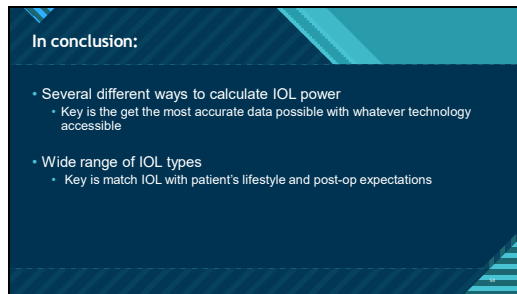 In conclusion:
• Several different ways to calculate IOL power
• Key is the get the most accurate data possible with whatever technology
accessible
• Wide range of IOL types
• Key is match IOL with patient's lifestyle and post-op expectations